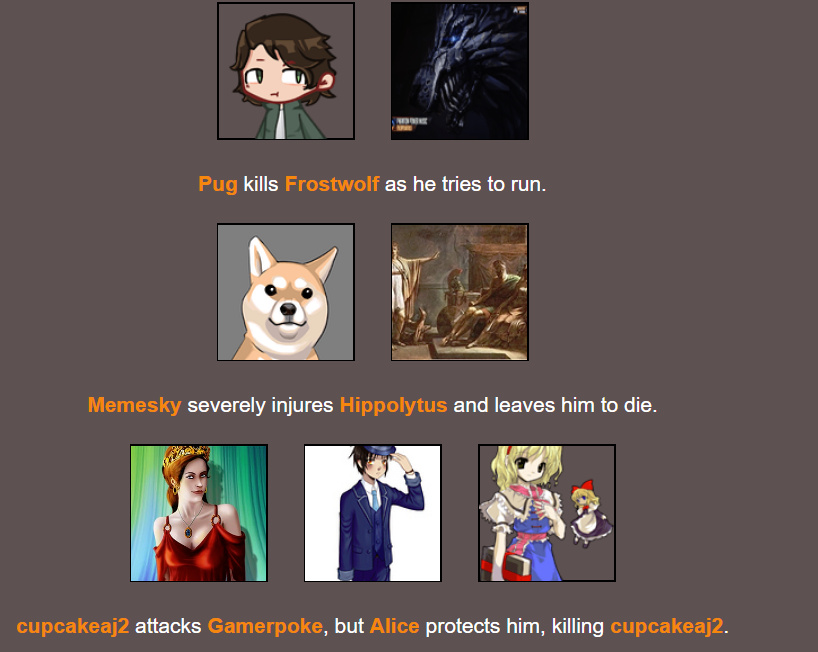 Pug kills Frostwolf as he tries to run.
Memesky severely injures Hippolytus and leaves him to die.
cupcakeaj2 attacks Gamerpoke, but Alice protects him, killing cupcakeaj2.